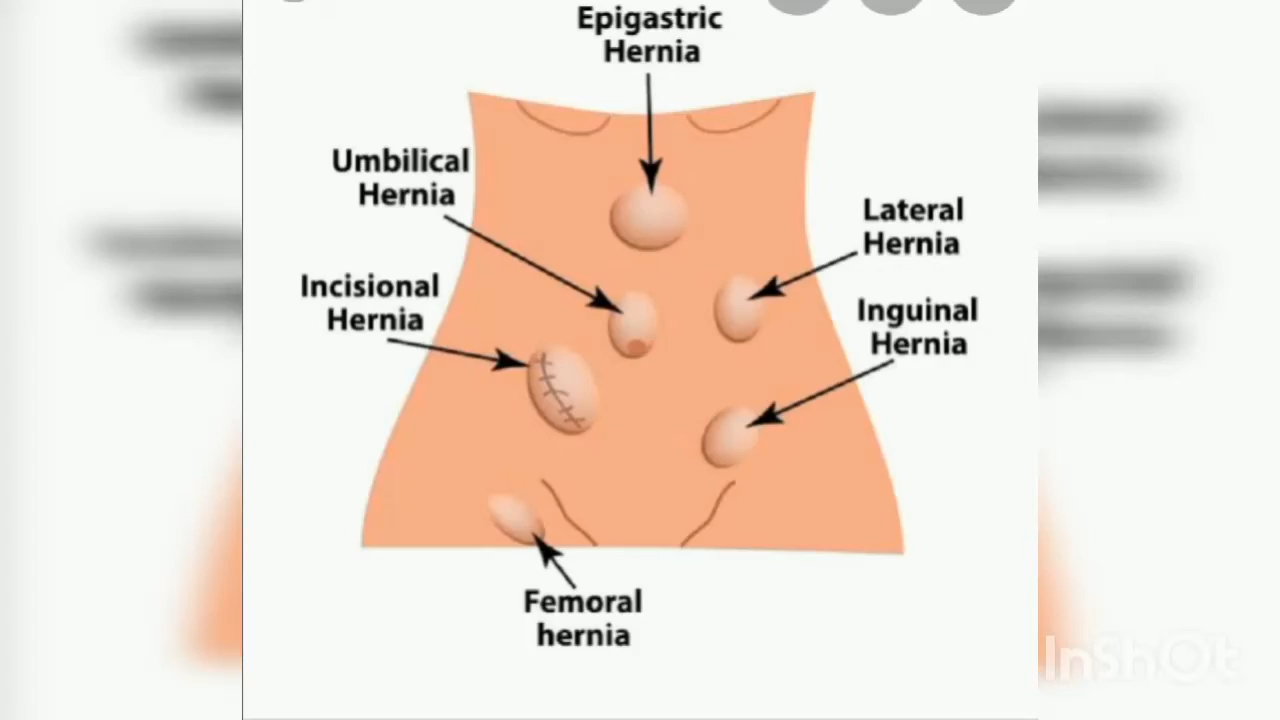 Epigastric
Hernia
Umbilical
Hernia
Lateral
Hernia
Incisional
Hernia
Inguinal
Hernia
Femoral
hernia
InShOt